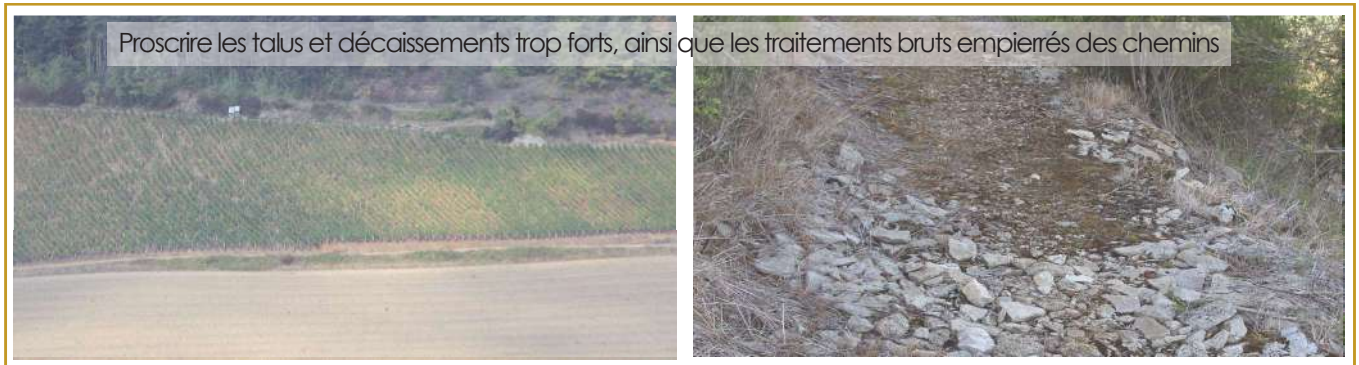 Proscrire les talus et décaissements trop forts, ainsi que les traitements bruts empierrés des chemins